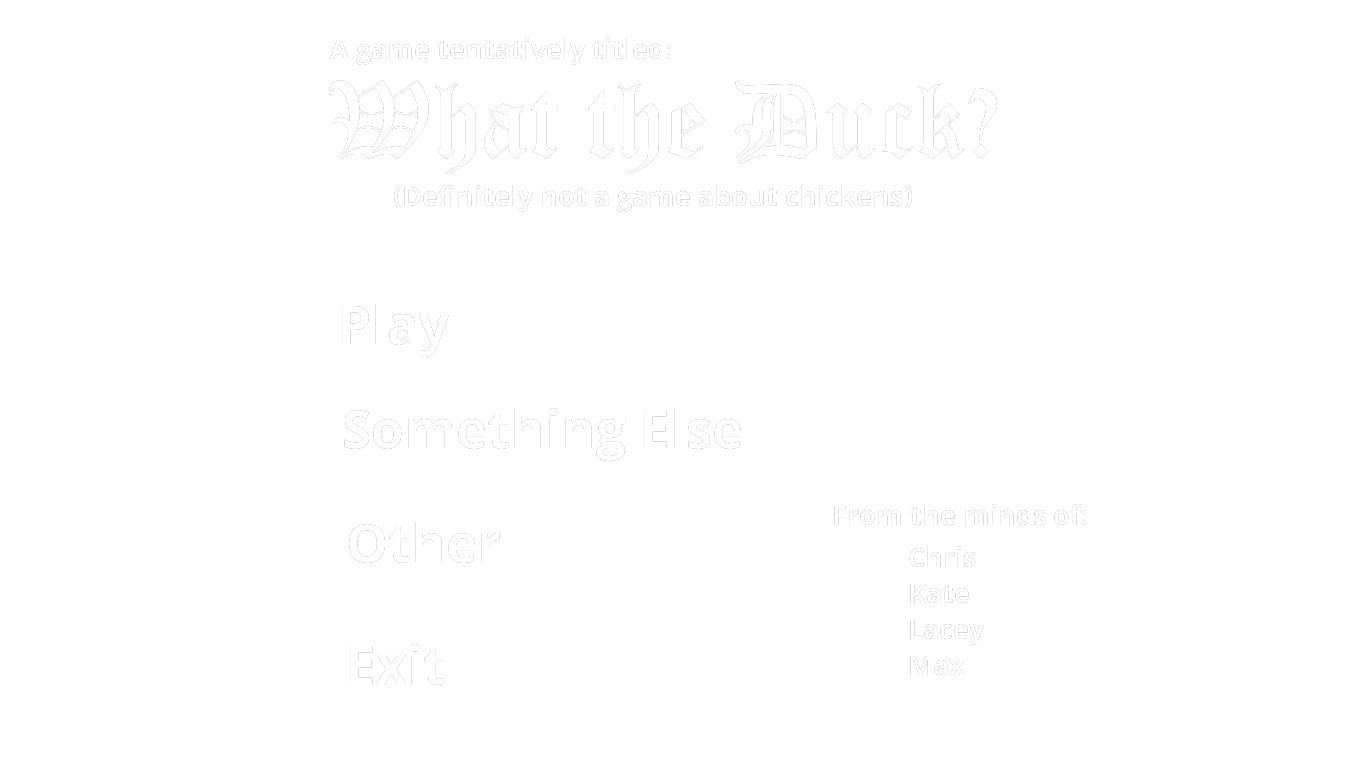 A game tentatively titled:
What the Duck?
(Definitely not a game about chickens)
Play
Something Else
Other
Exit
From the minds of:
Chris
Kate
Lacey
Max